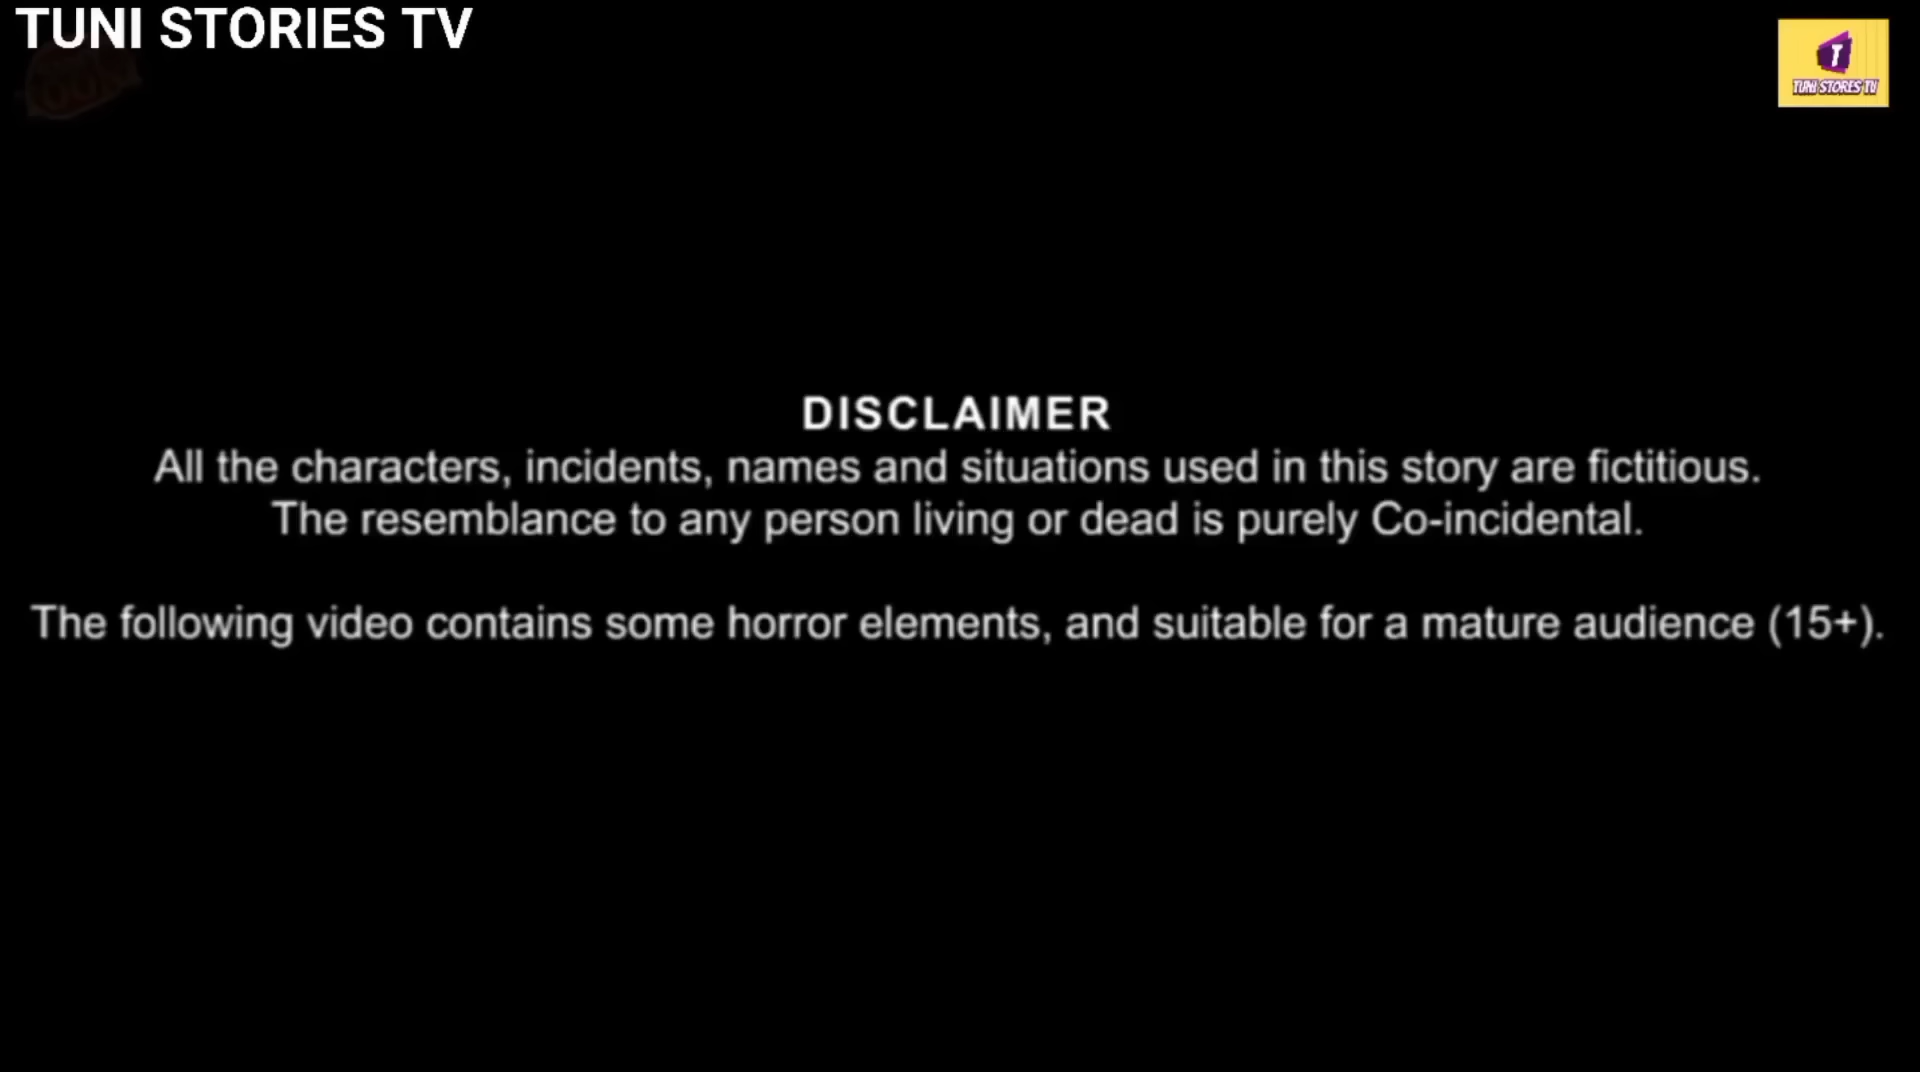 TUNI STORIES TV
T
TUNI STORES TV
DISCLAIMER
All the characters, incidents, names and situations used in this story are fictitious.
The resemblance to any person living or dead is purely Co-incidental.
The following video contains some horror elements, and suitable for a mature audience (15+).